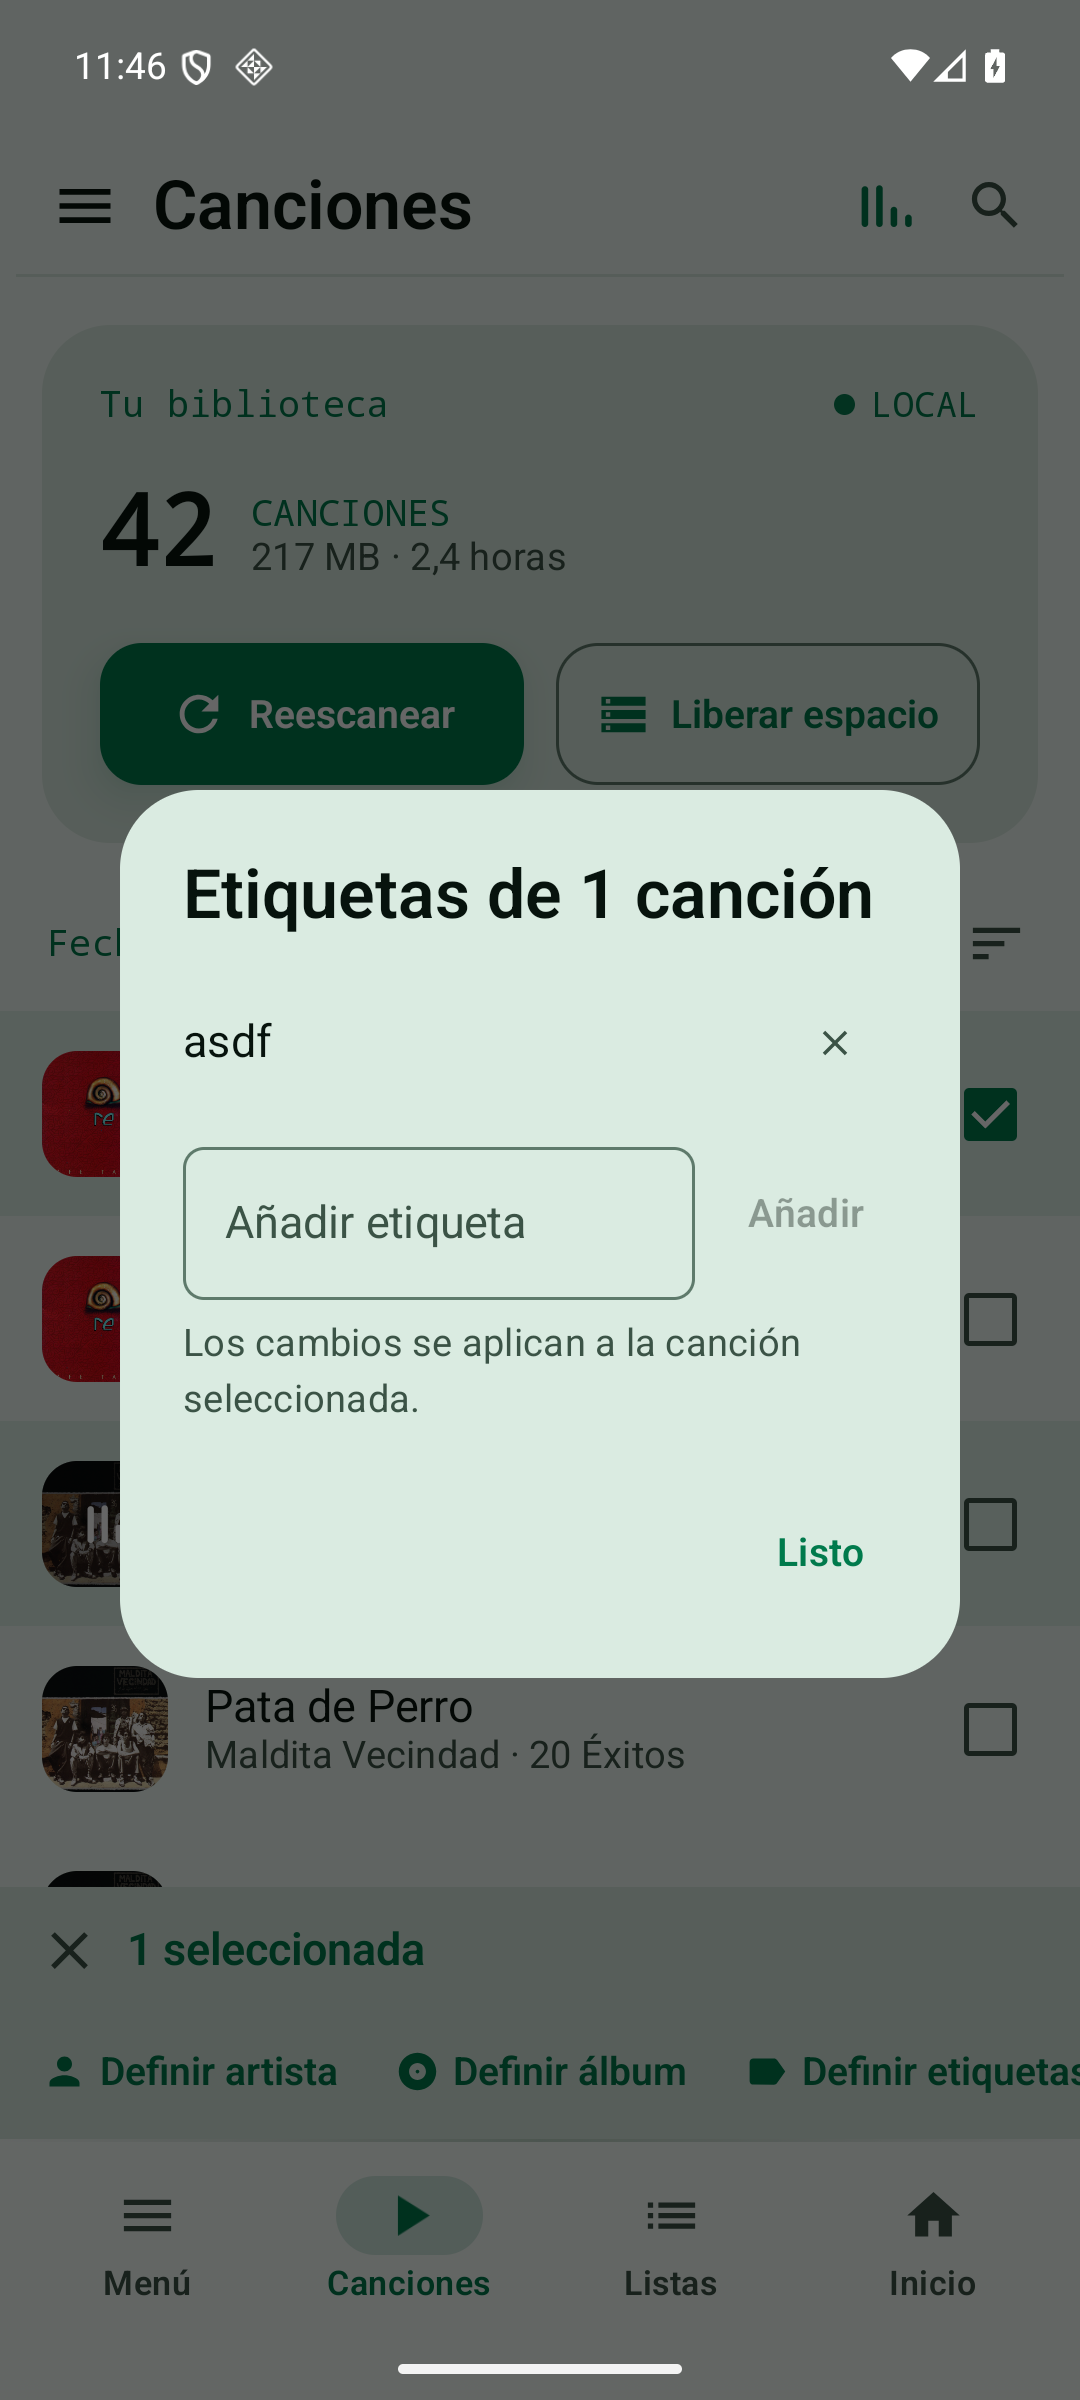 11:46
Canciones
Tu biblioteca
LOCAL
42
CANCIONES
217 MB · 2,4 horas
Reescanear
Liberar espacio
Etiquetas de 1 canción
asdf
Añadir etiqueta
Añadir
Los cambios se aplican a la canción
seleccionada.
Listo
Pata de Perro
Maldita Vecindad · 20 Éxitos
1 seleccionada
Definir artista
Definir álbum
Definir etiquetas
Menú
Canciones
Listas
Inicio